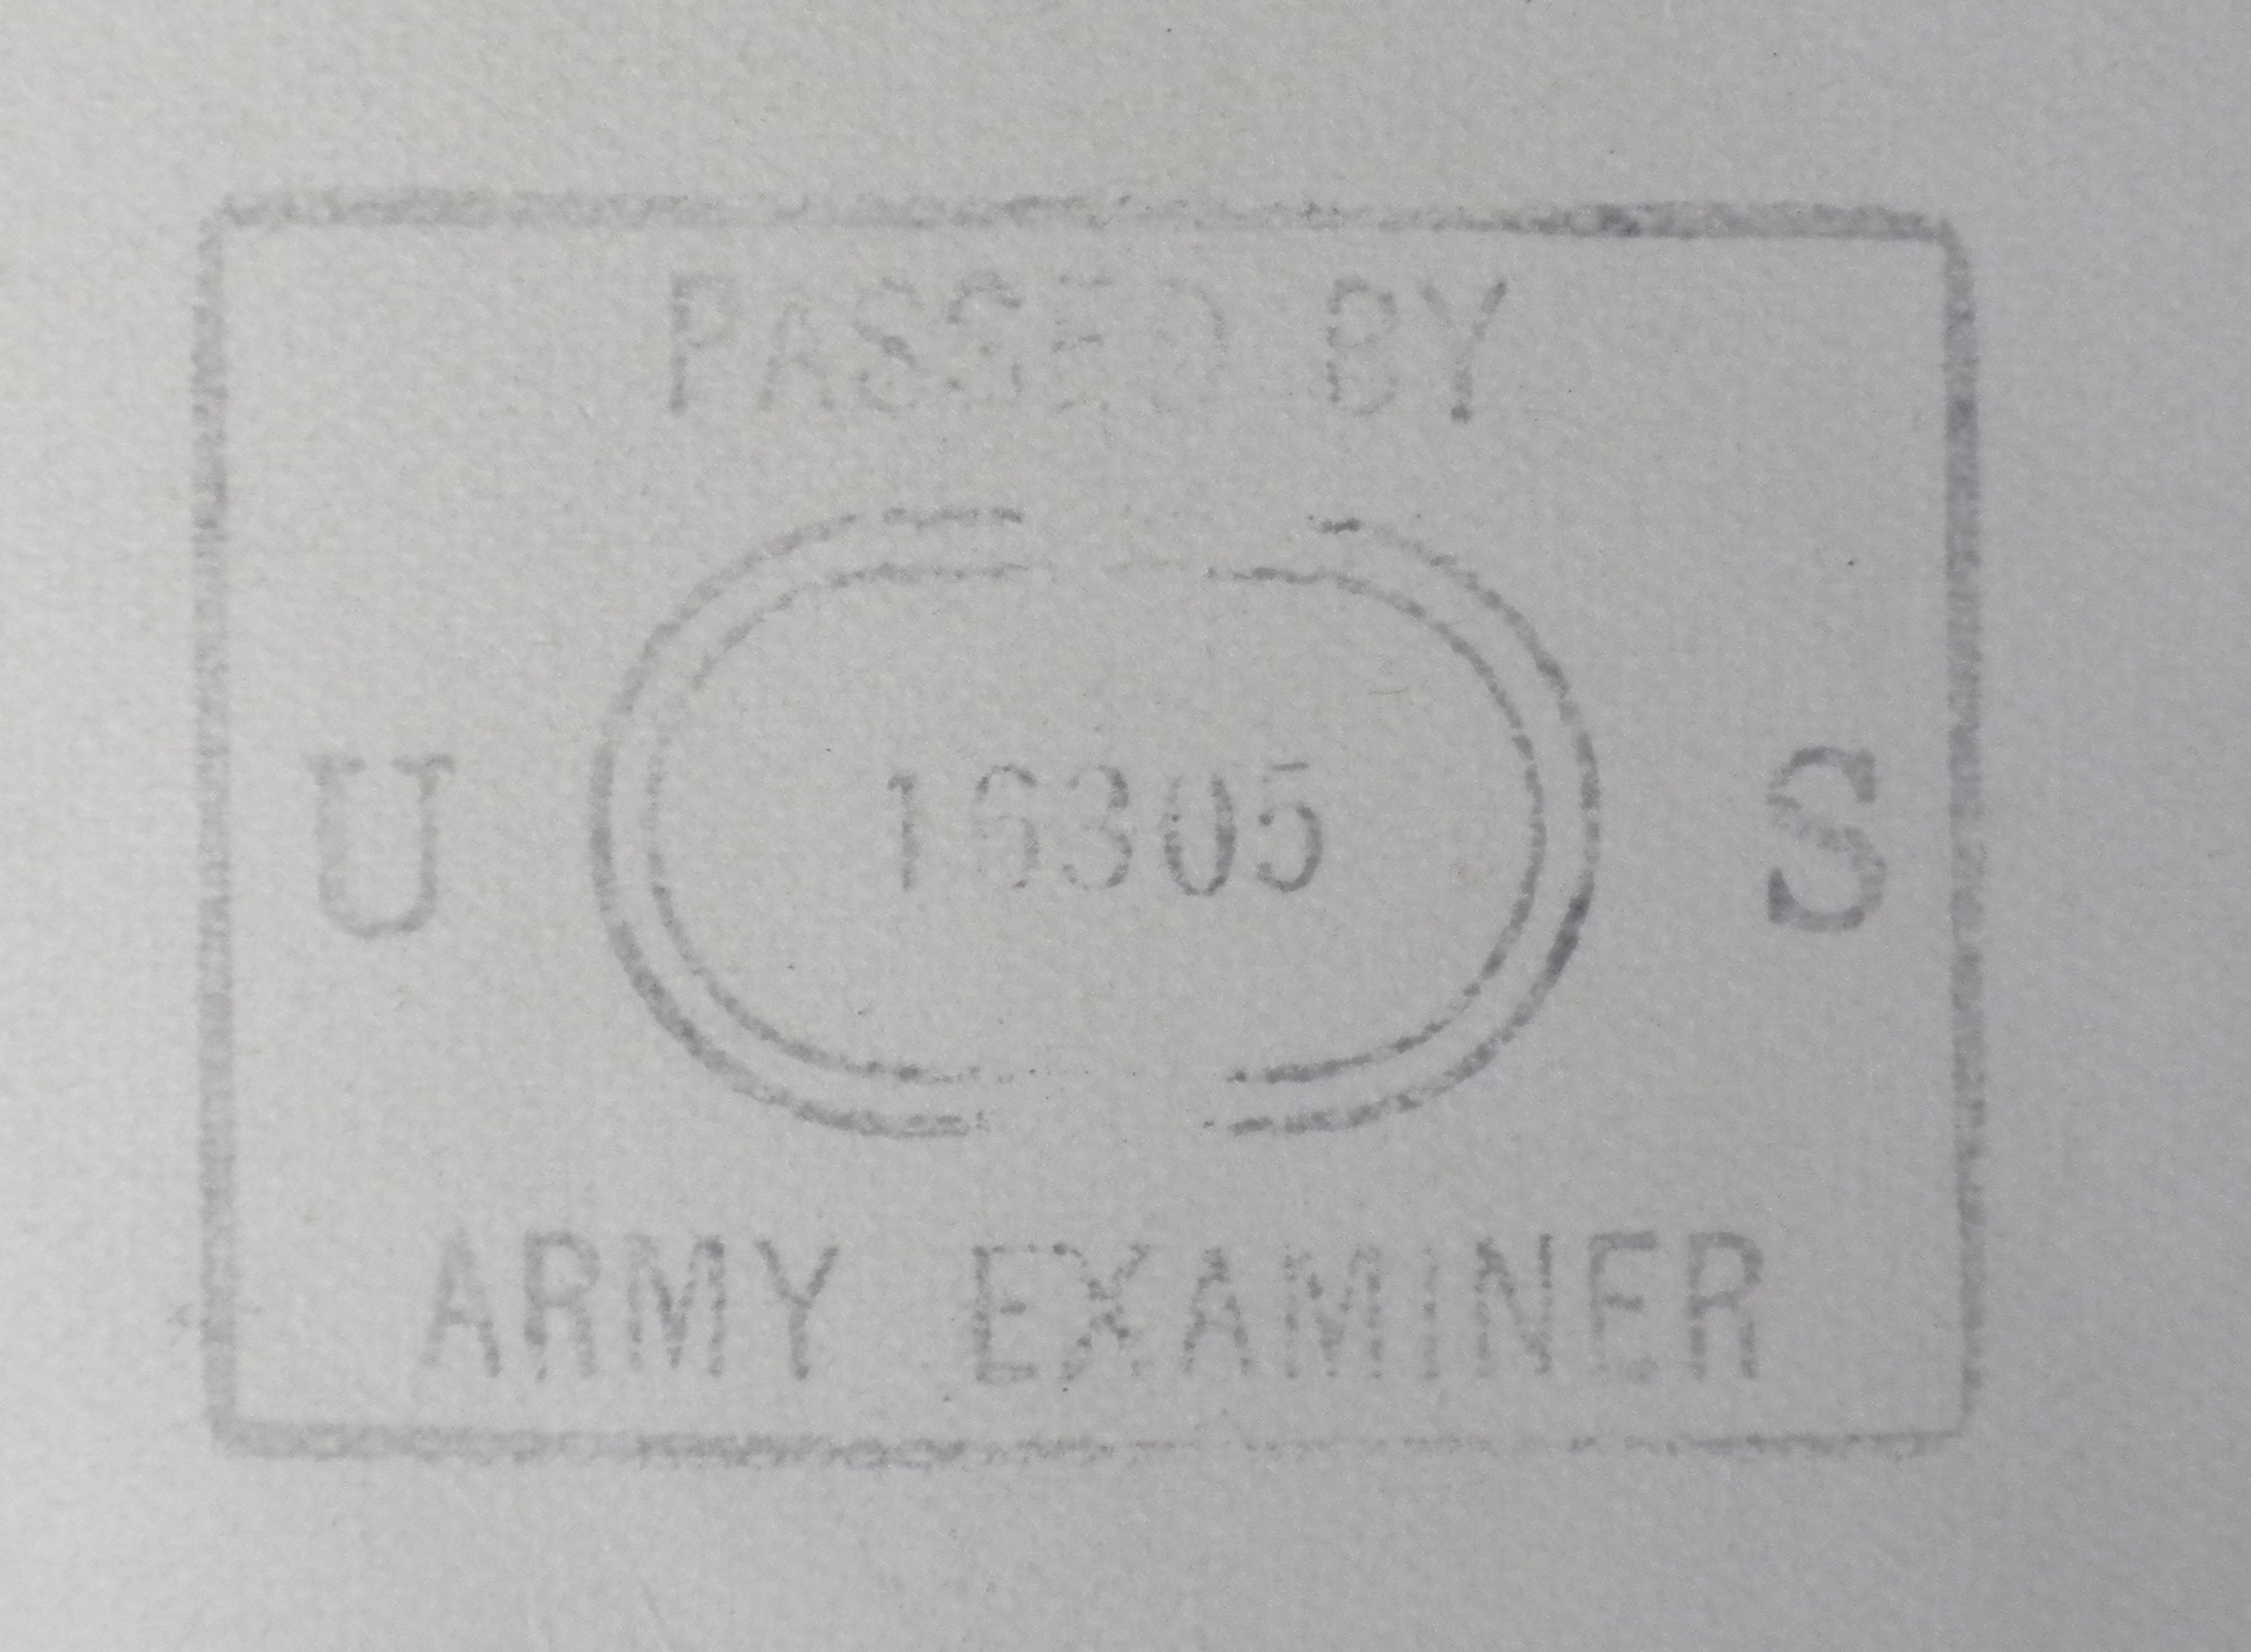 PASSED BY
U 16305 S
ARMY EXAMINER